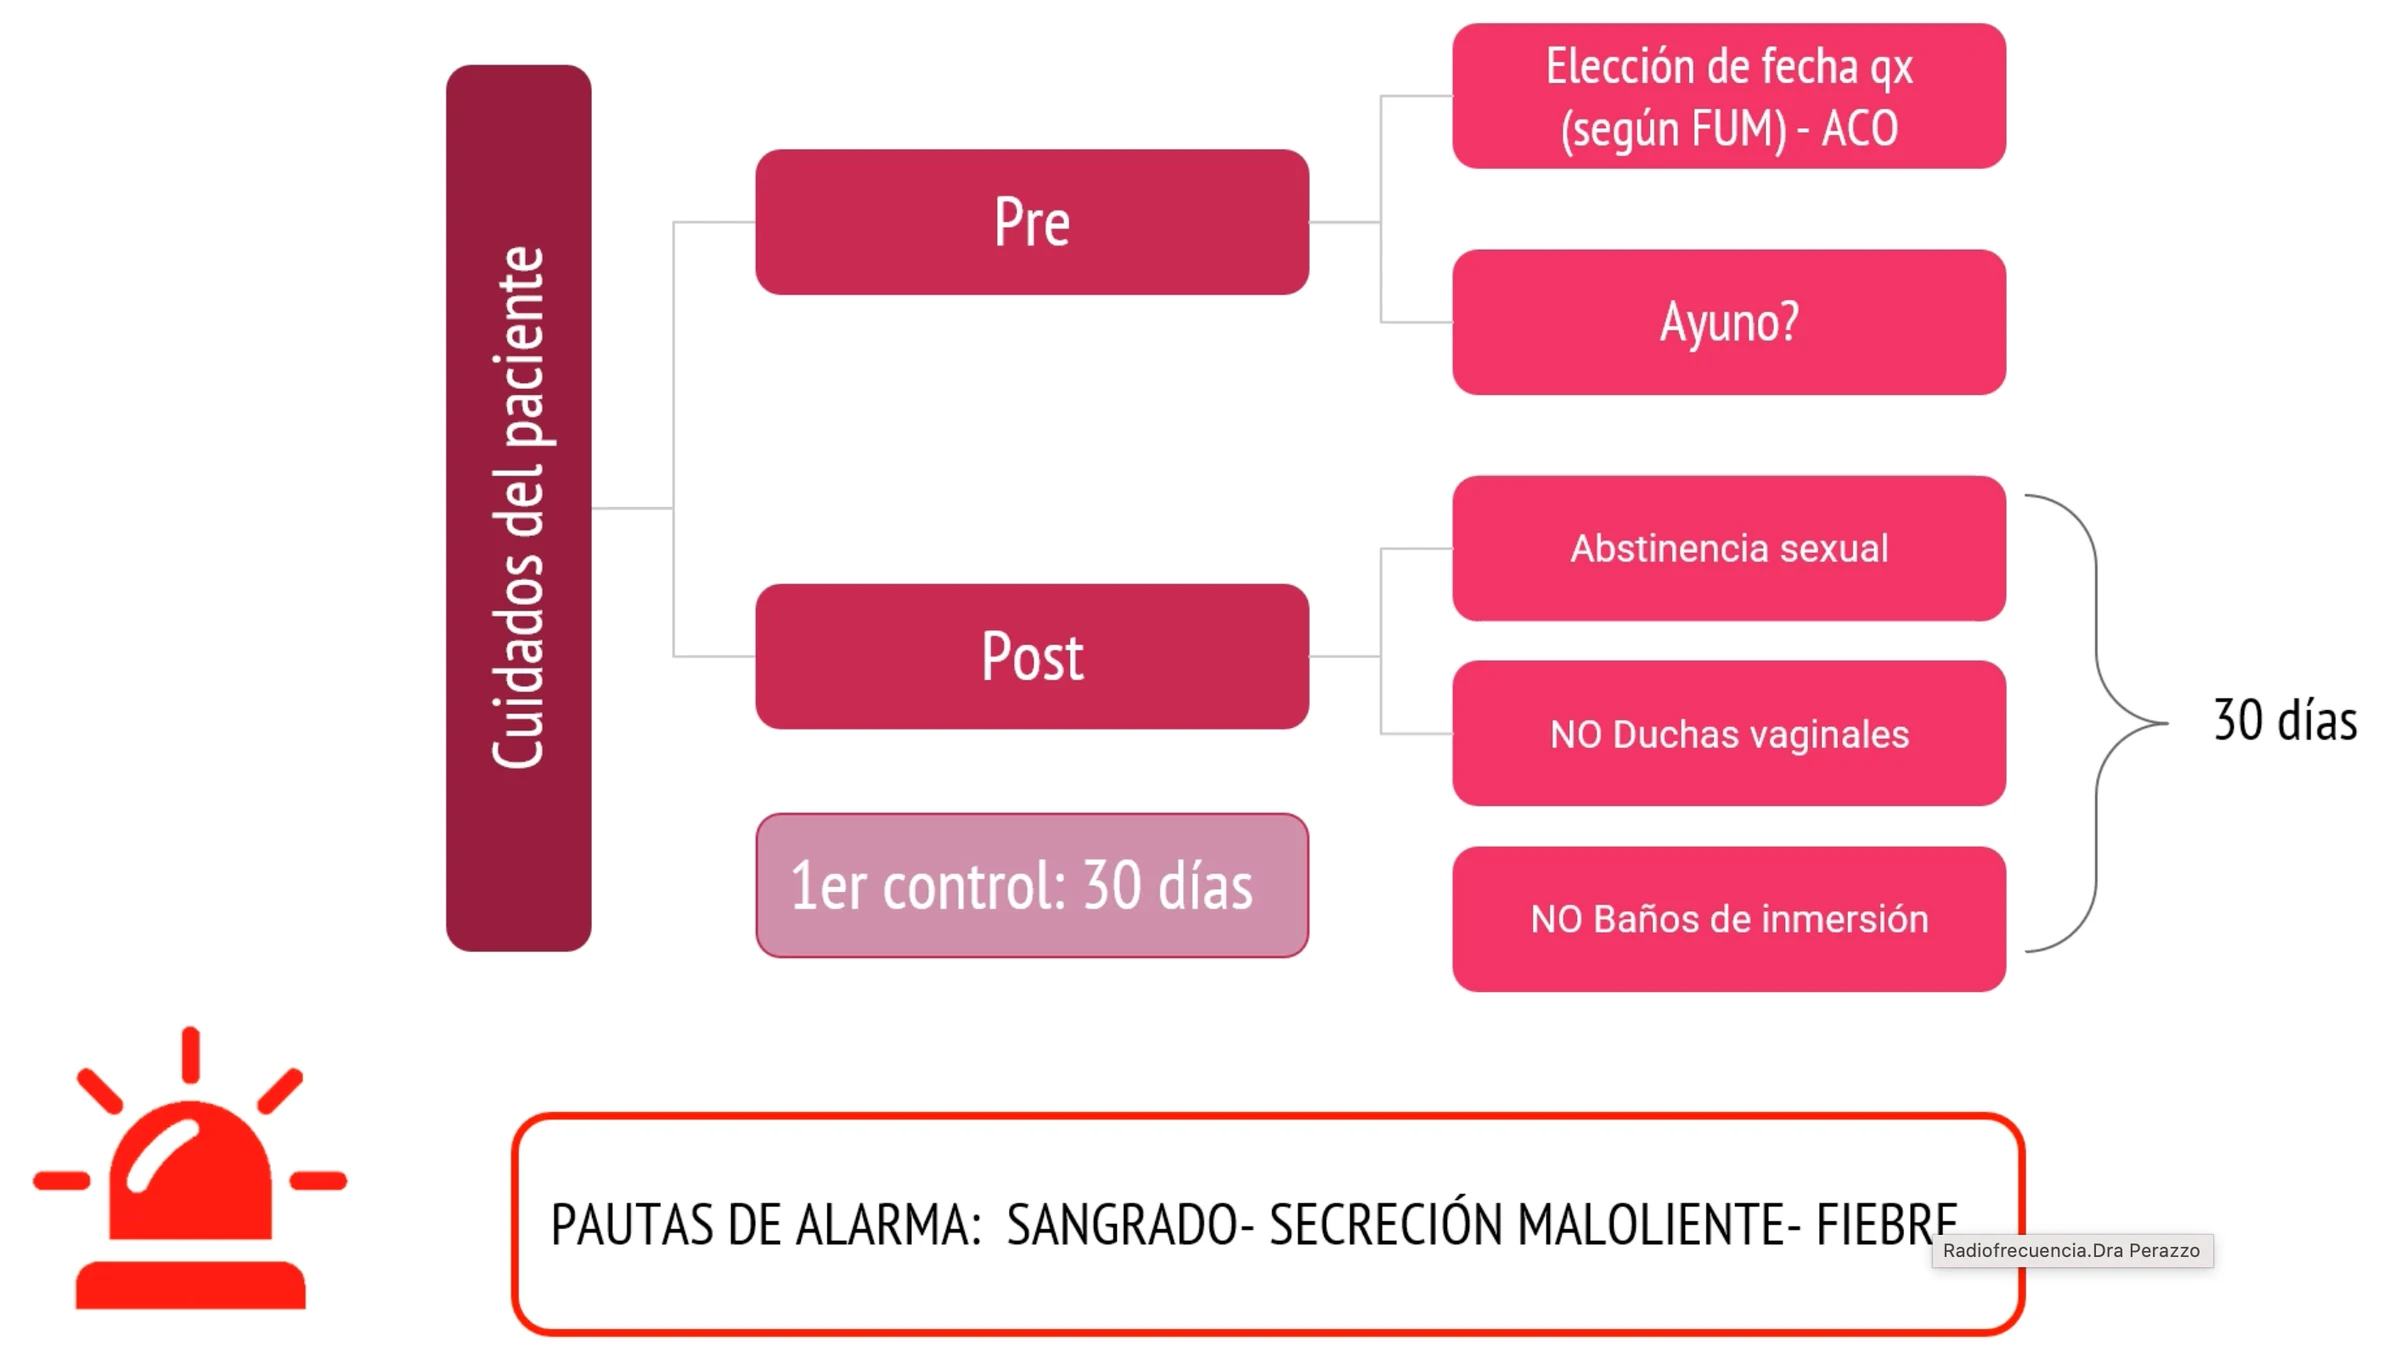 Cuidados del paciente
Pre
Elección de fecha qx
(según FUM) - ACO
Ayuno?
Post
Abstinencia sexual
NO Duchas vaginales
NO Baños de inmersión
30 días
1er control: 30 días
PAUTAS DE ALARMA: SANGRADO- SECRECIÓN MALOLIENTE- FIEBRE
Radiofrecuencia.Dra Perazzo